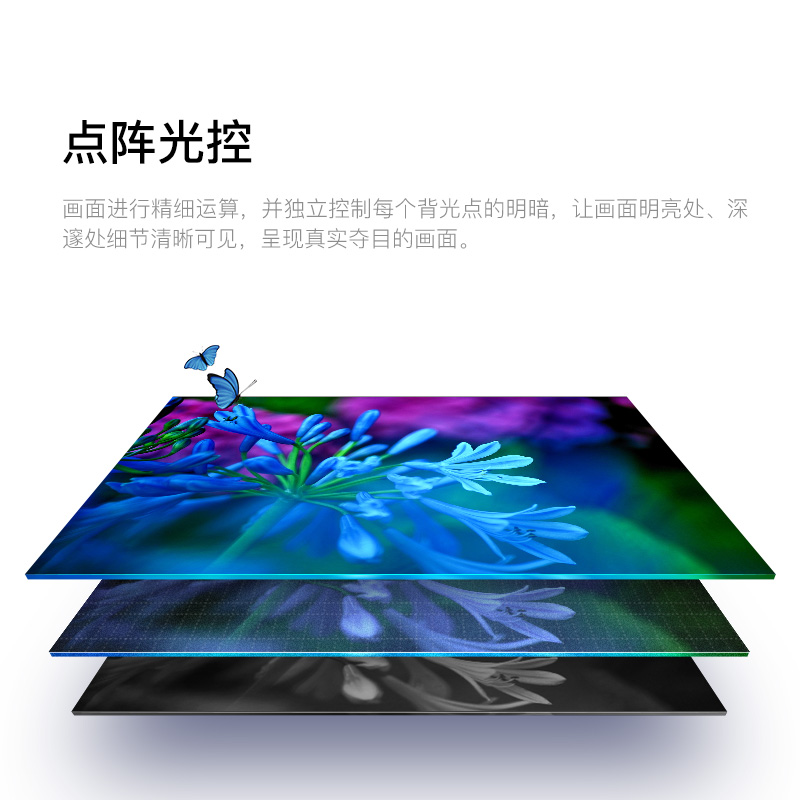 点阵光控
画面进行精细运算，并独立控制每个背光点的明暗，让画面明亮处、深
邃处细节清晰可见，呈现真实夺目的画面。